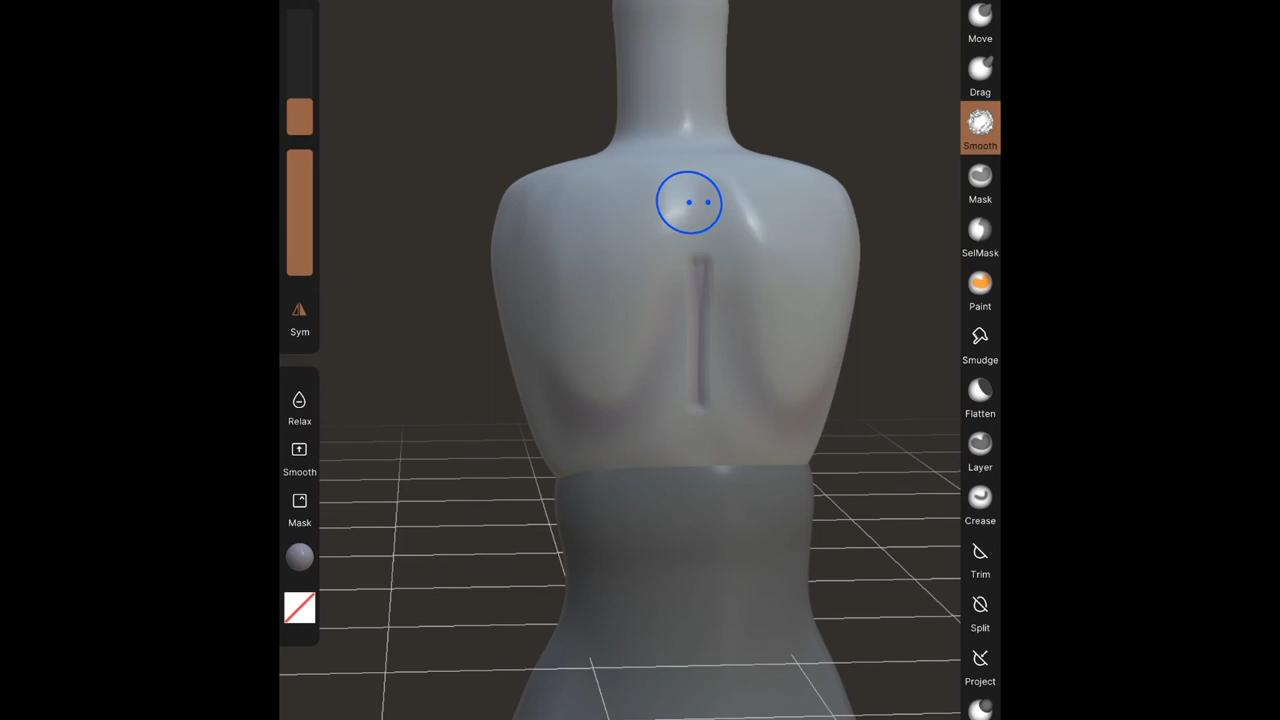 Sym
Relax
Smooth
Mask
Move
Drag
Smooth
Mask
SelMask
Paint
Smudge
Flatten
Layer
Crease
Trim
Split
Project